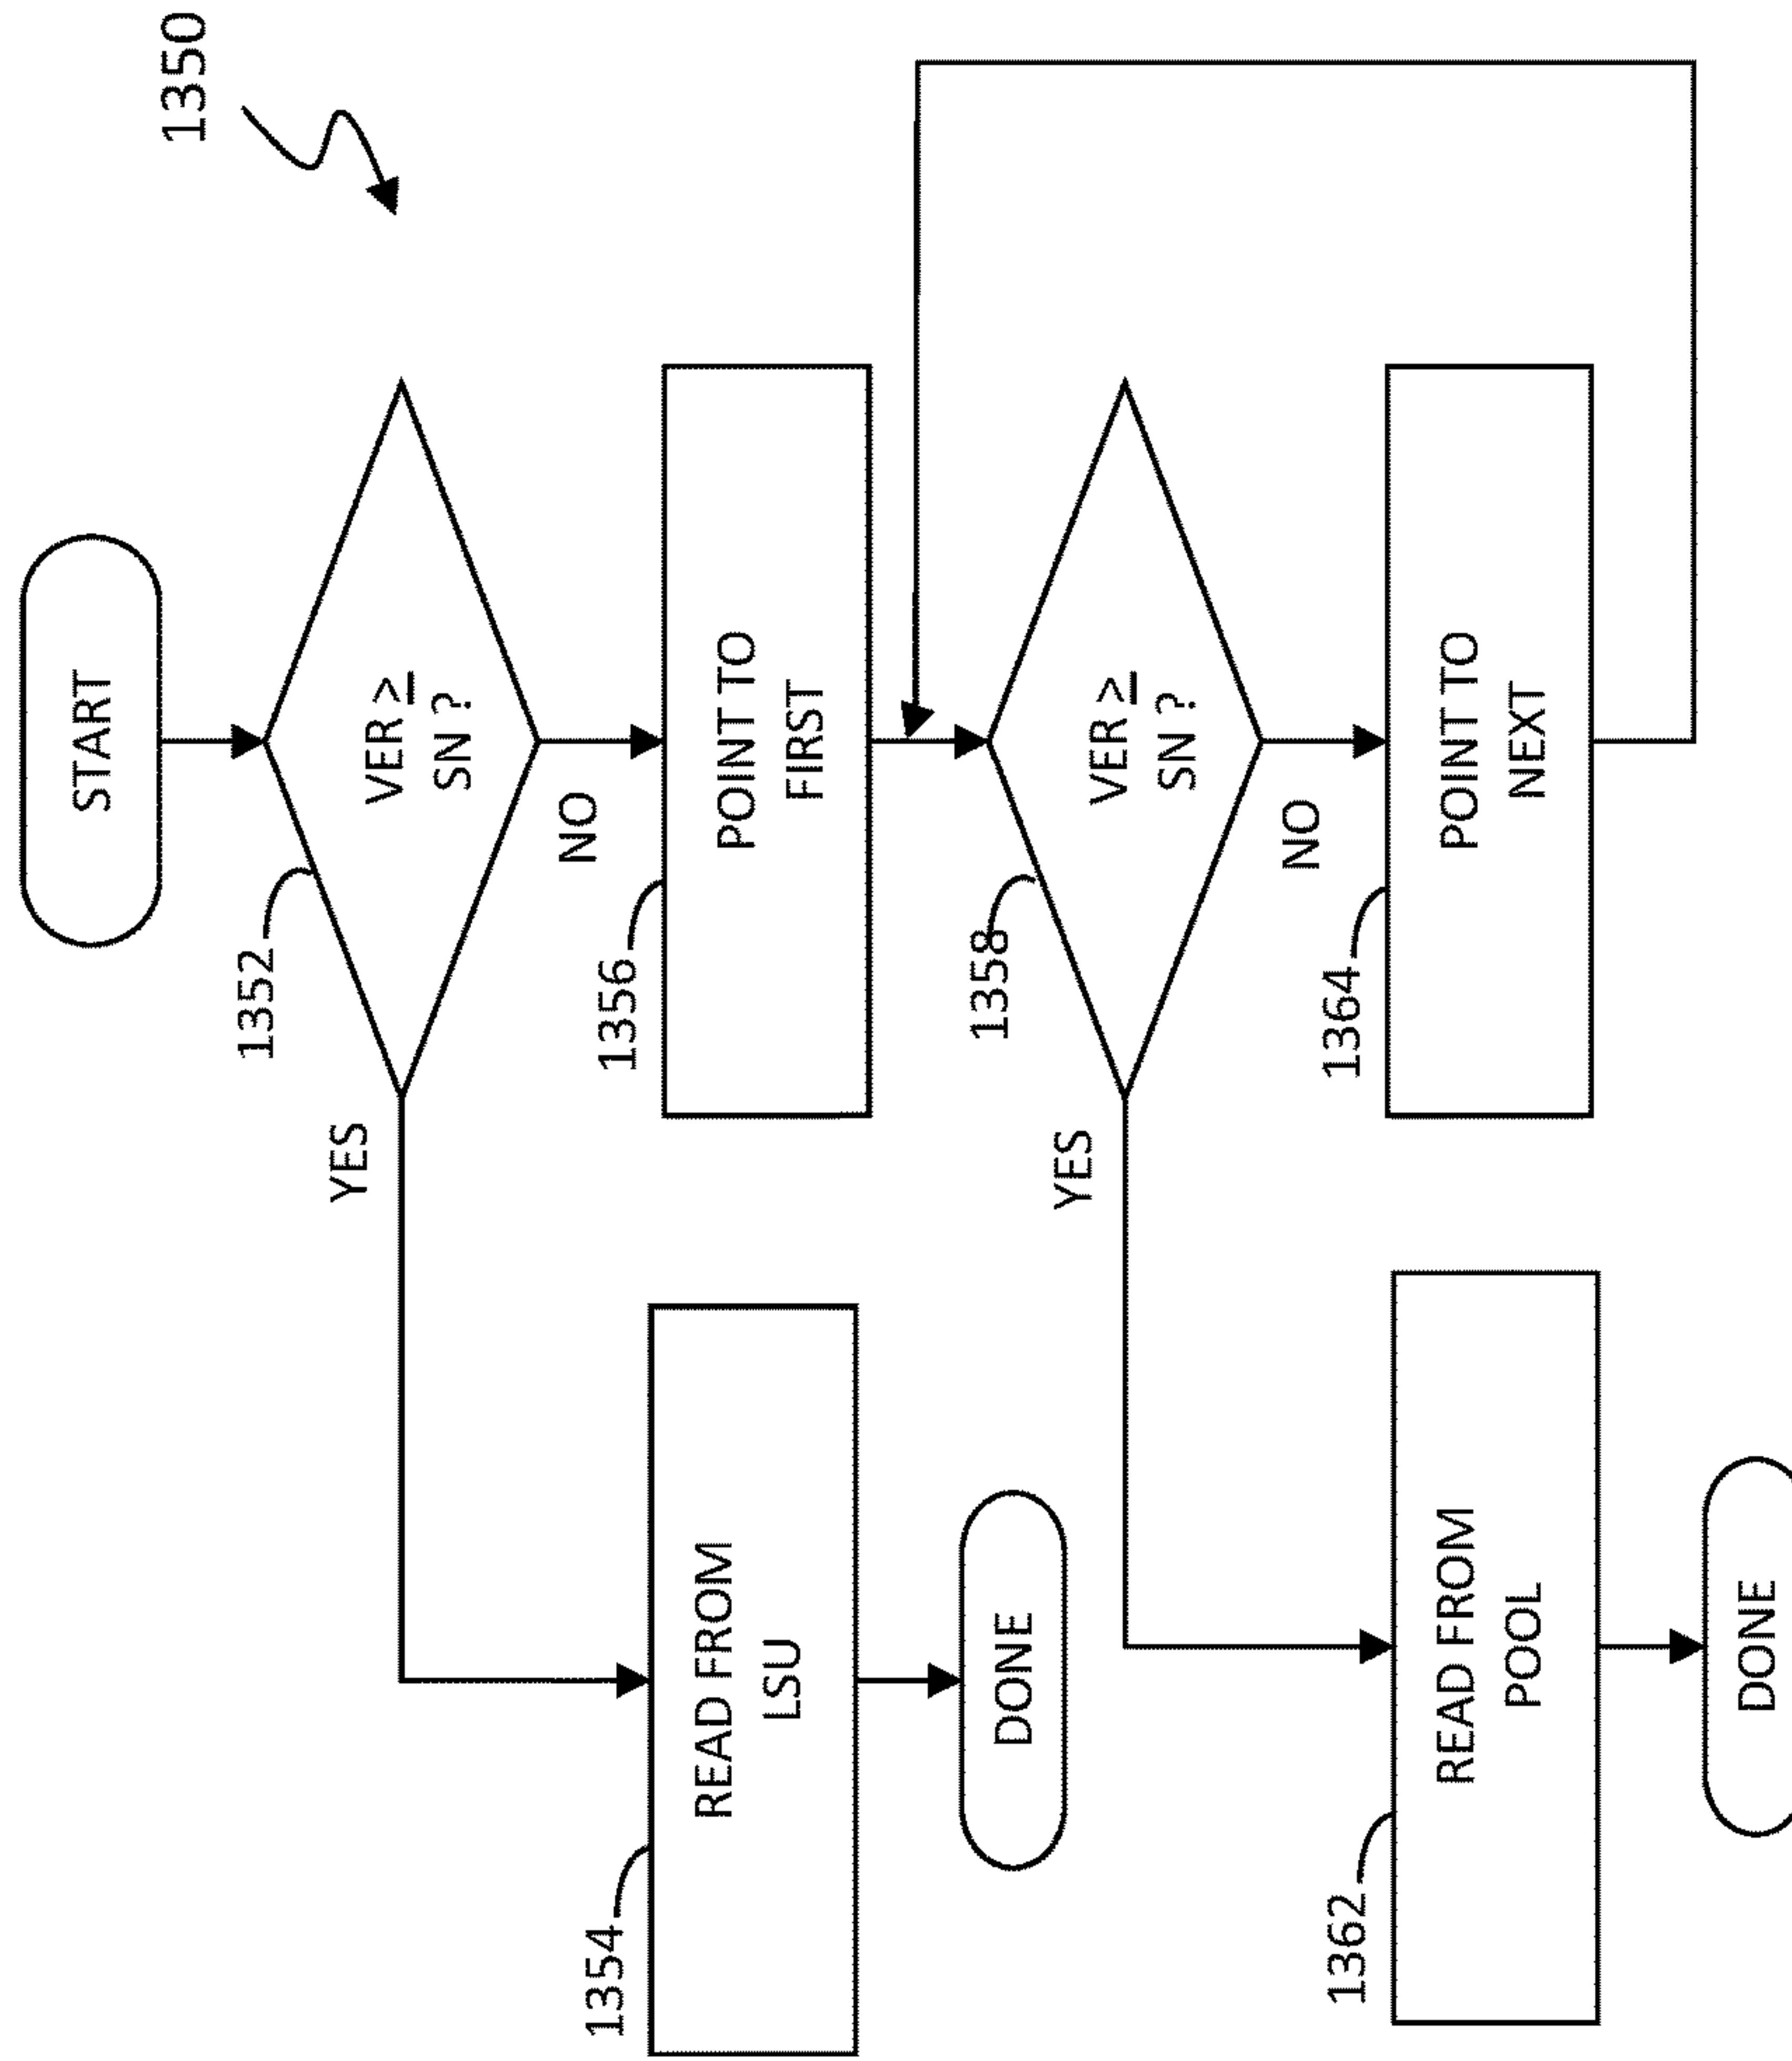 1350
START
1352
VER ≥
SN ?
YES
NO
1354
READ FROM
LSU
1356
POINT TO
FIRST
DONE
1358
VER ≥
SN ?
YES
NO
1362
READ FROM
POOL
1364
POINT TO
NEXT
DONE